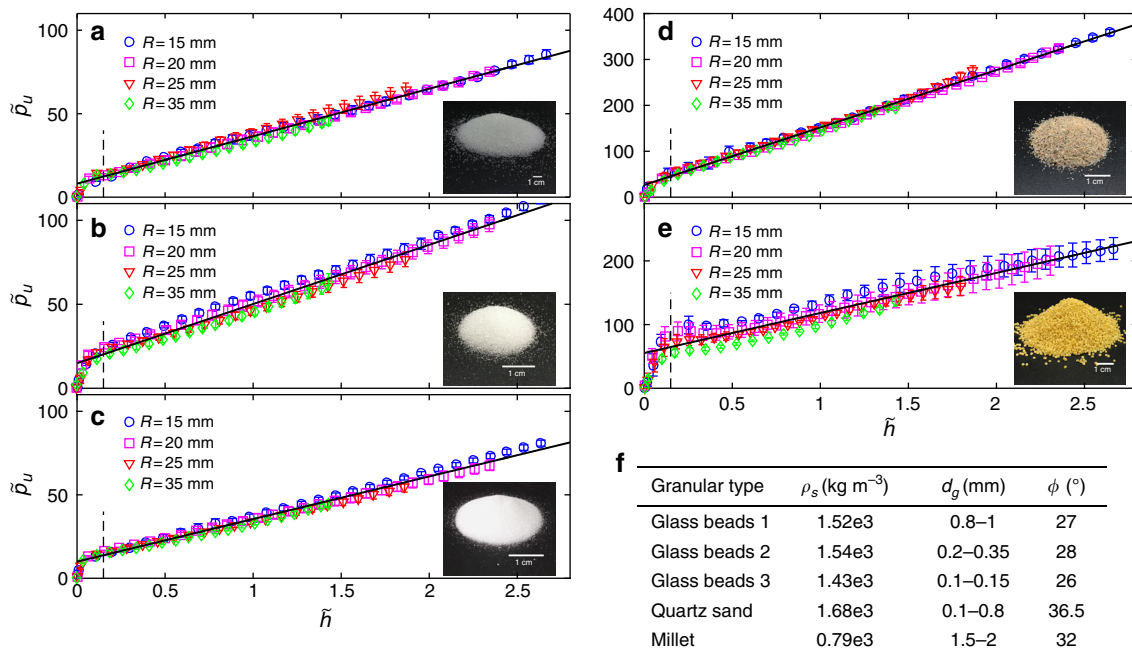 a
R = 15 mm
R = 20 mm
R = 25 mm
R = 35 mm
100
50
0
p̃u
1 cm
b
R = 15 mm
R = 20 mm
R = 25 mm
R = 35 mm
100
50
0
p̃u
1 cm
c
R = 15 mm
R = 20 mm
R = 25 mm
R = 35 mm
100
50
0
p̃u
1 cm
0 0.5 1 1.5 2 2.5
h̃
d
R = 15 mm
R = 20 mm
R = 25 mm
R = 35 mm
400
300
200
100
0
1 cm
e
R = 15 mm
R = 20 mm
R = 25 mm
R = 35 mm
200
100
0
1 cm
0 0.5 1 1.5 2 2.5
h̃
f
Granular type ρs (kg m−3) dg (mm) ϕ (°)
Glass beads 1 1.52e3 0.8–1 27
Glass beads 2 1.54e3 0.2–0.35 28
Glass beads 3 1.43e3 0.1–0.15 26
Quartz sand 1.68e3 0.1–0.8 36.5
Millet 0.79e3 1.5–2 32